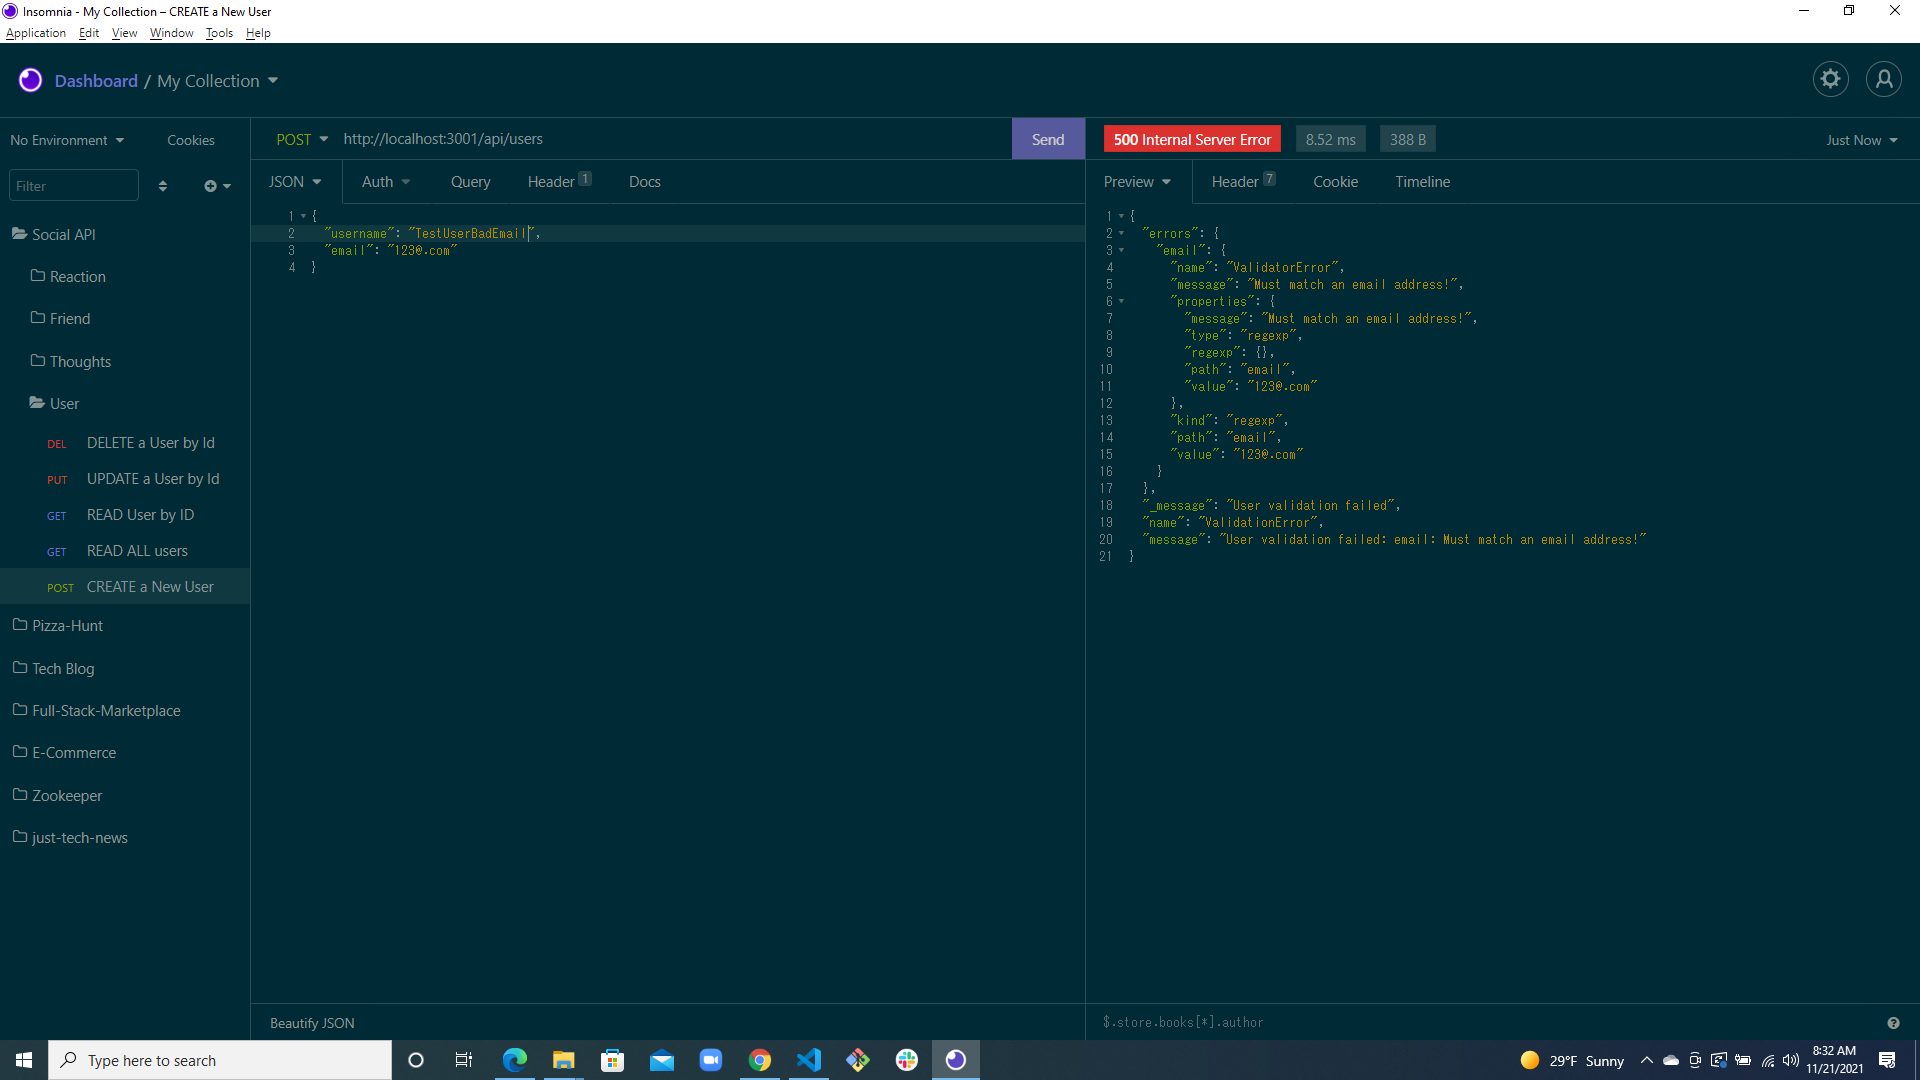 Insomnia - My Collection – CREATE a New User
Application Edit View Window Tools Help
Dashboard / My Collection
No Environment Cookies
Filter
Social API
Reaction
Friend
Thoughts
User
DEL DELETE a User by Id
PUT UPDATE a User by Id
GET READ User by ID
GET READ ALL users
POST CREATE a New User
Pizza-Hunt
Tech Blog
Full-Stack-Marketplace
E-Commerce
Zookeeper
just-tech-news
POST http://localhost:3001/api/users Send
JSON Auth Query Header 1 Docs
1 {
2 "username": "TestUserBadEmail",
3 "email": "123@.com"
4 }
Beautify JSON
500 Internal Server Error 8.52 ms 388 B Just Now
Preview Header 7 Cookie Timeline
1 {
2 "errors": {
3 "email": {
4 "name": "ValidatorError",
5 "message": "Must match an email address!",
6 "properties": {
7 "message": "Must match an email address!",
8 "type": "regexp",
9 "regexp": {},
10 "path": "email",
11 "value": "123@.com"
12 },
13 "kind": "regexp",
14 "path": "email",
15 "value": "123@.com"
16 }
17 },
18 "_message": "User validation failed",
19 "name": "ValidationError",
20 "message": "User validation failed: email: Must match an email address!"
21 }
$.store.books[*].author
Type here to search
29°F Sunny
8:32 AM
11/21/2021